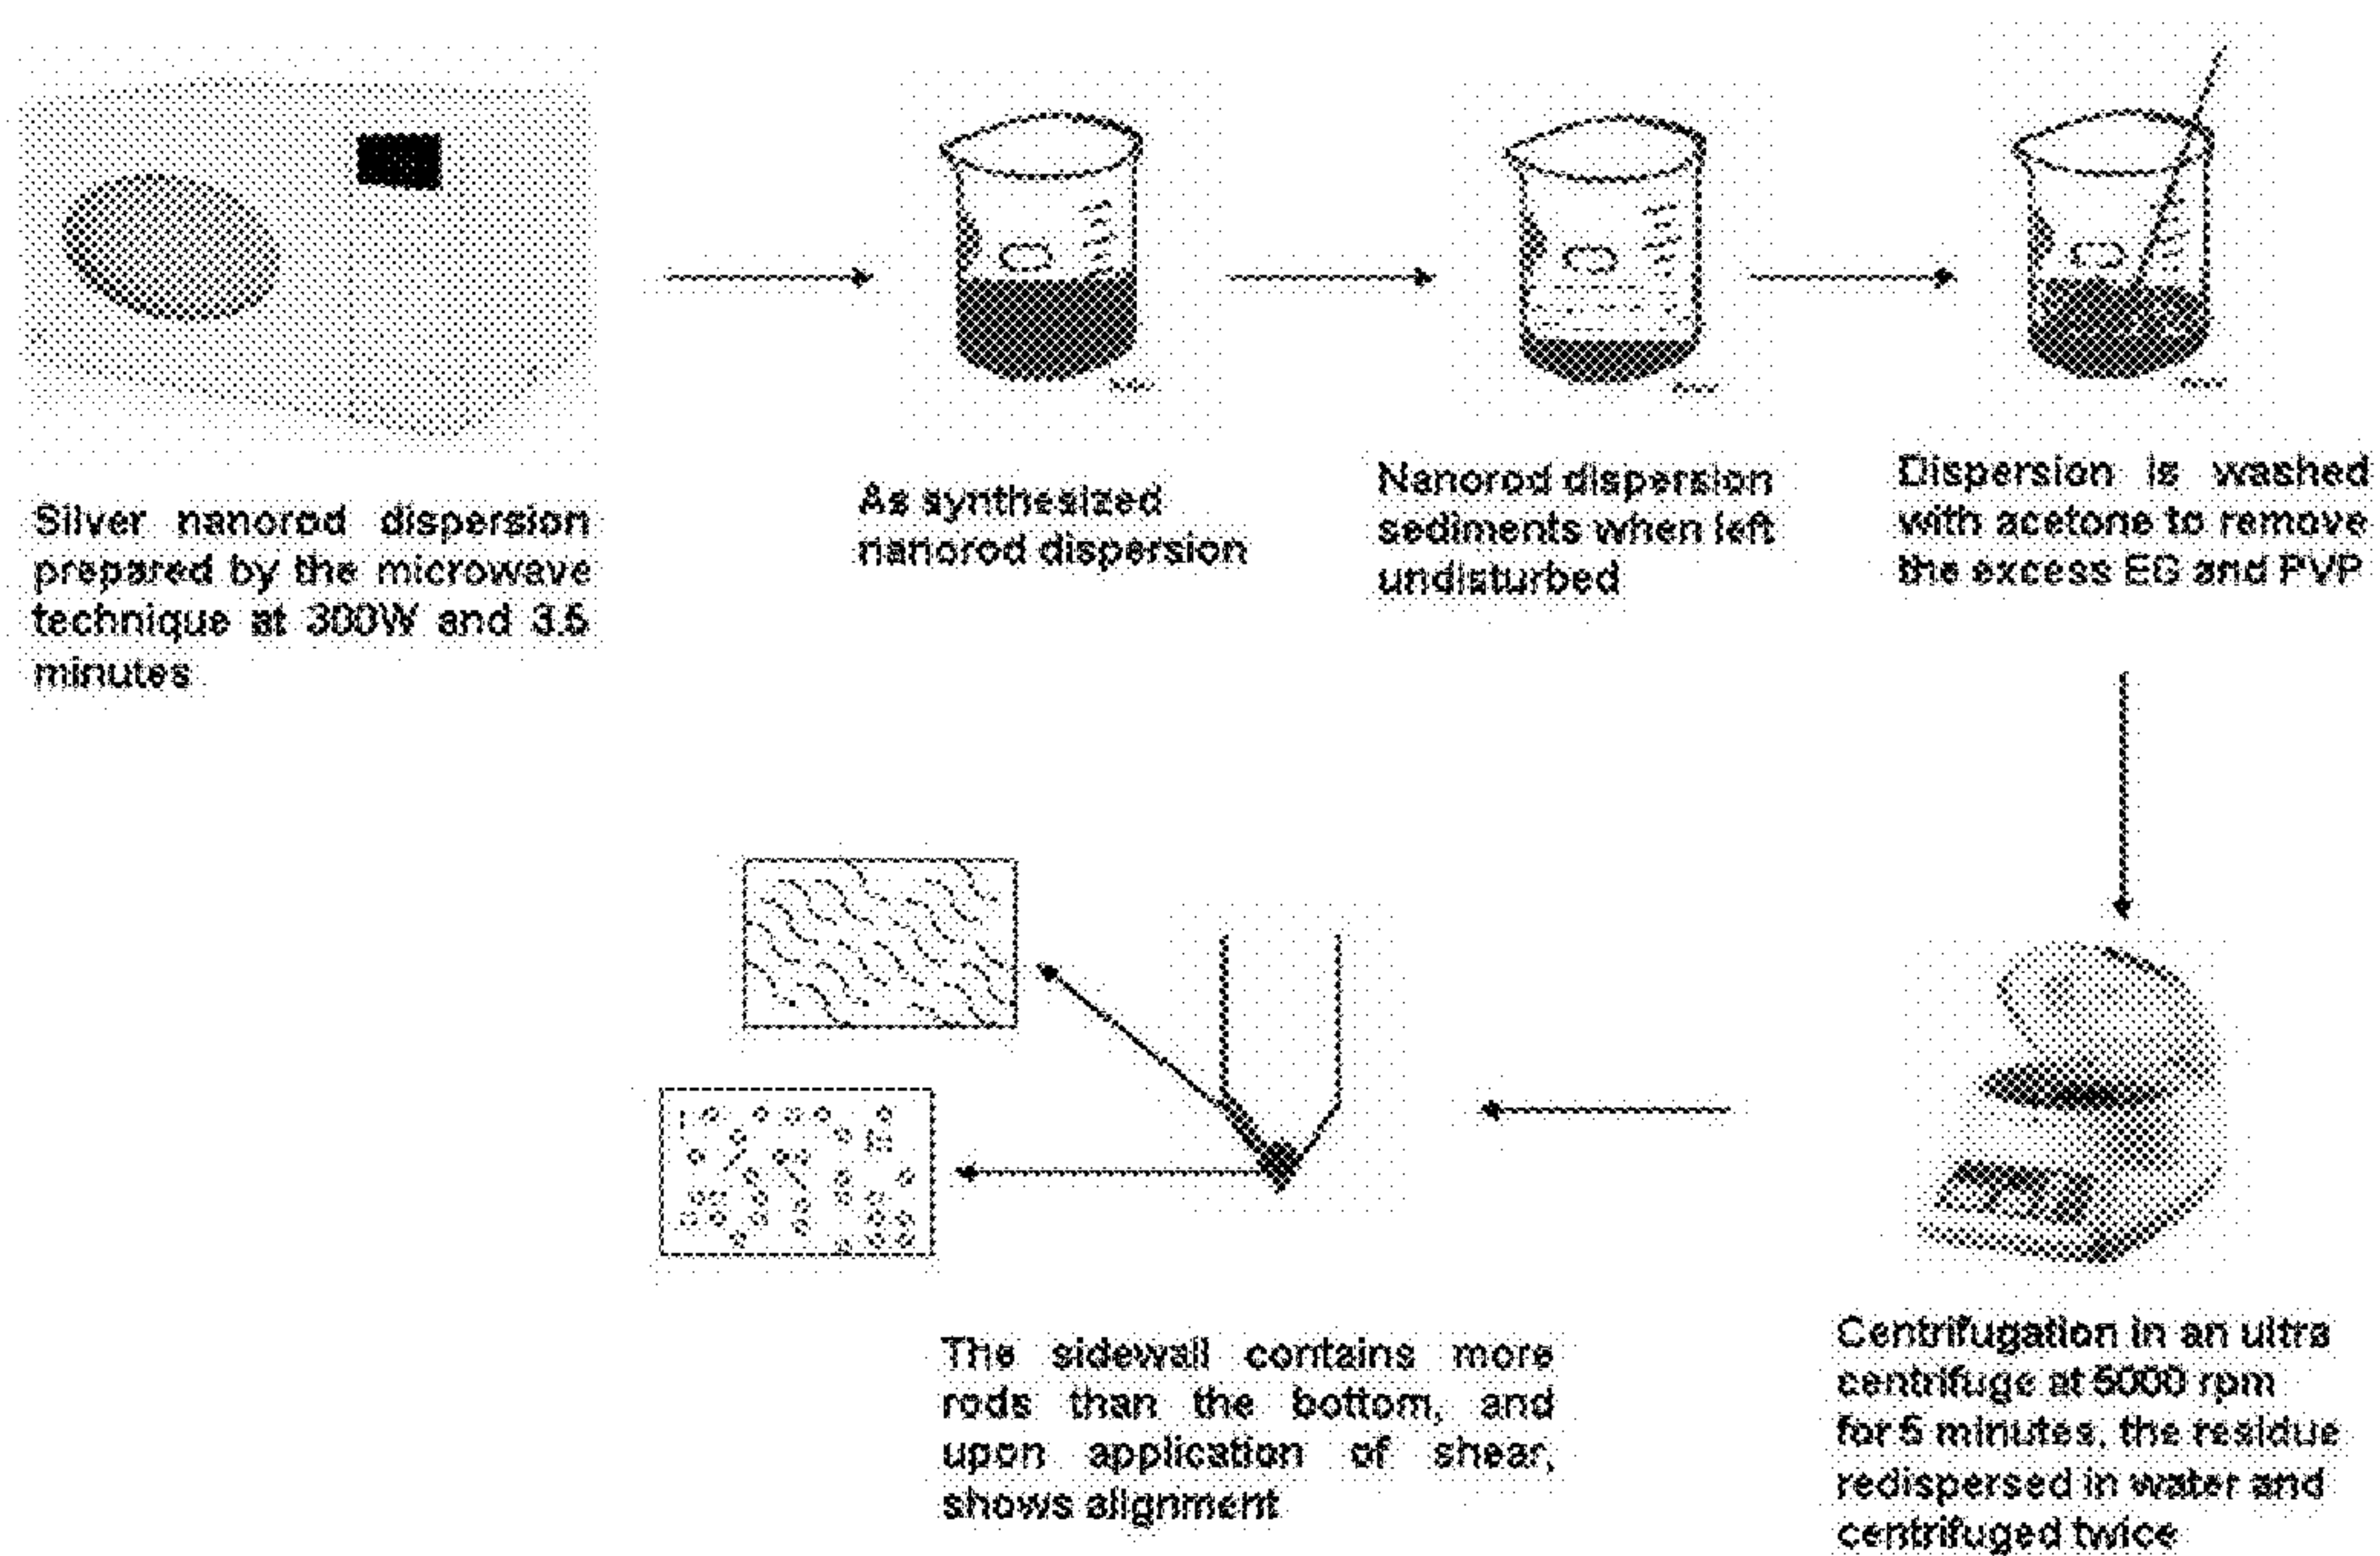 Silver nanorod dispersion
prepared by the microwave
technique at 300W and 3.5
minutes
As synthesized
nanorod dispersion
Nanorod dispersion
sediments when left
undisturbed
Dispersion is washed
with acetone to remove
the excess EG and PVP
The sidewall contains more
rods than the bottom, and
upon application of shear,
shows alignment
Centrifugation in an ultra
centrifuge at 5000 rpm
for 5 minutes, the residue
redispersed in water and
centrifuged twice